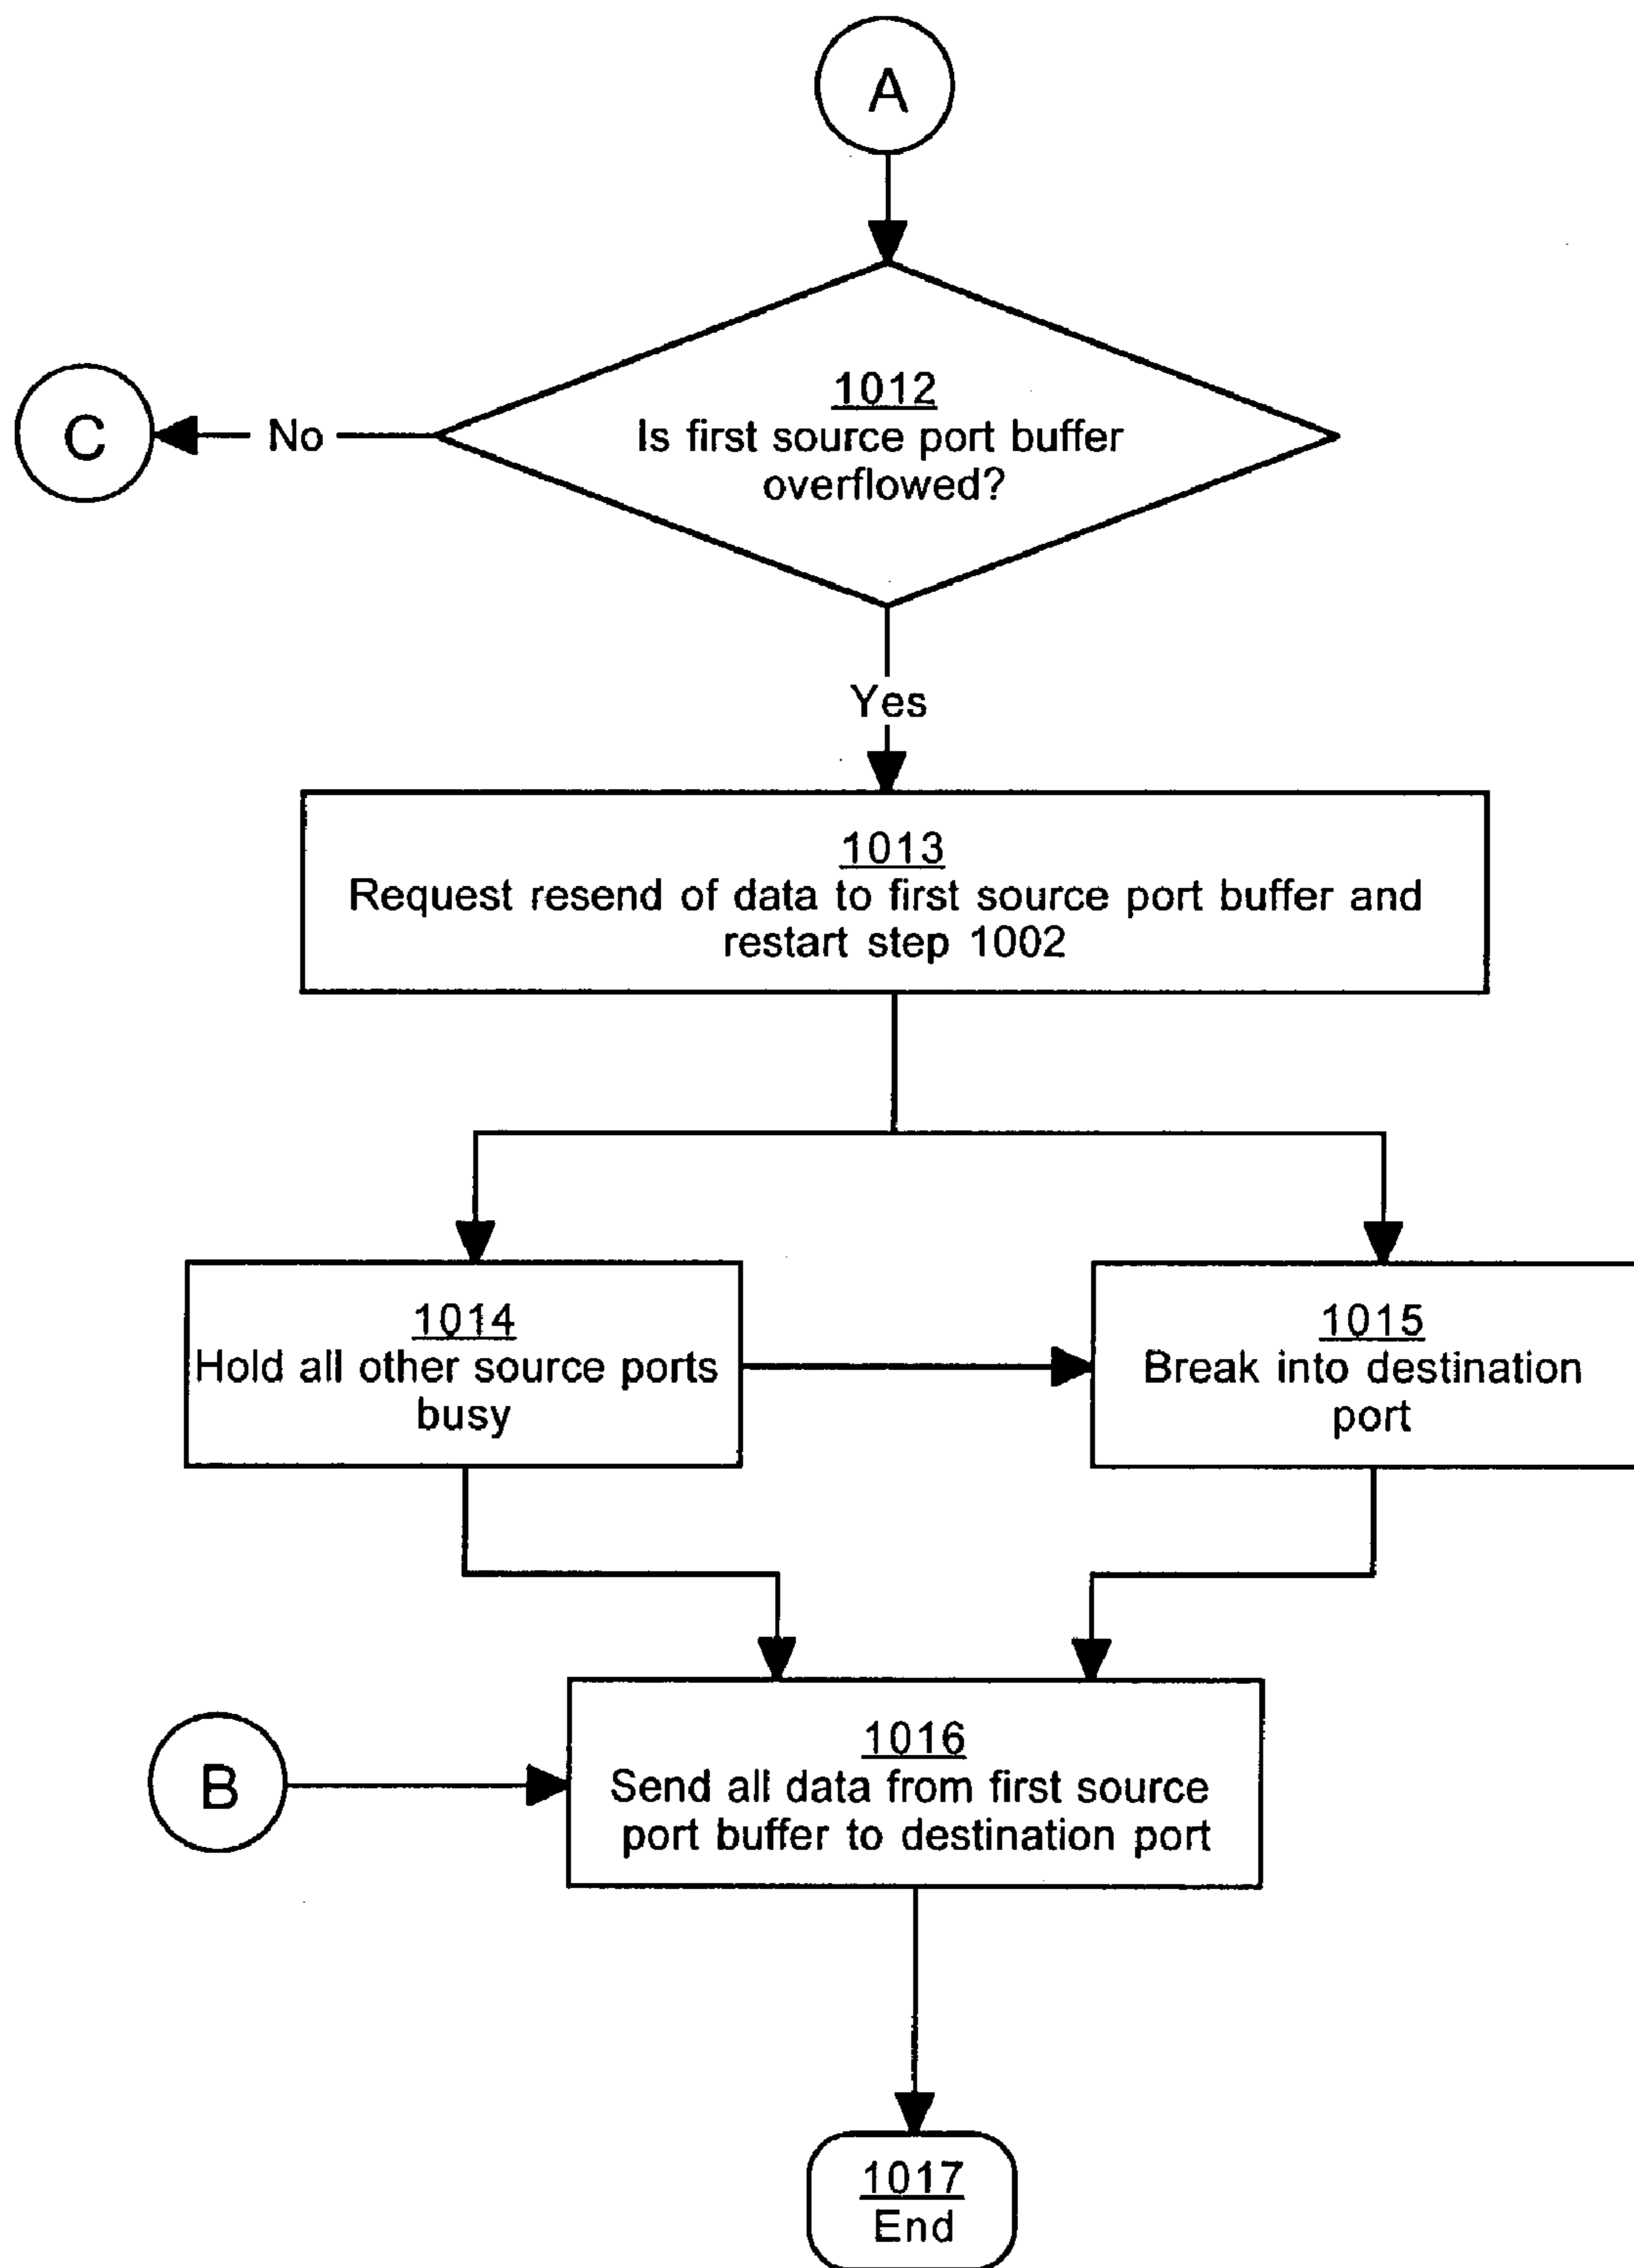 A
1012
Is first source port buffer
overflowed?
C
No
Yes
1013
Request resend of data to first source port buffer and
restart step 1002
1014
Hold all other source ports
busy
1015
Break into destination
port
B
1016
Send all data from first source
port buffer to destination port
1017
End